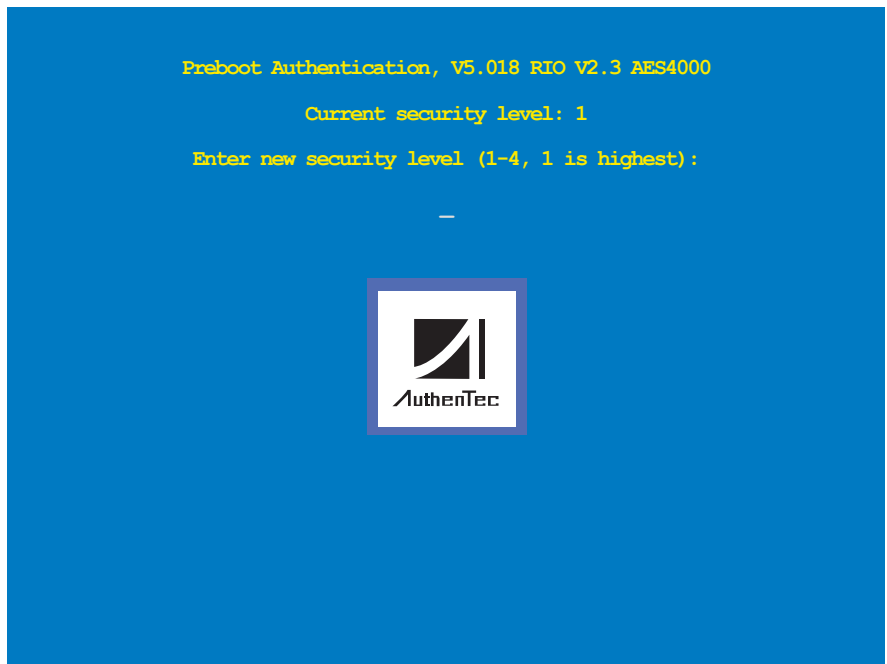 Preboot Authentication, V5.018 RIO V2.3 AES4000
Current security level: 1
Enter new security level (1-4, 1 is highest):
_
AuthenTec